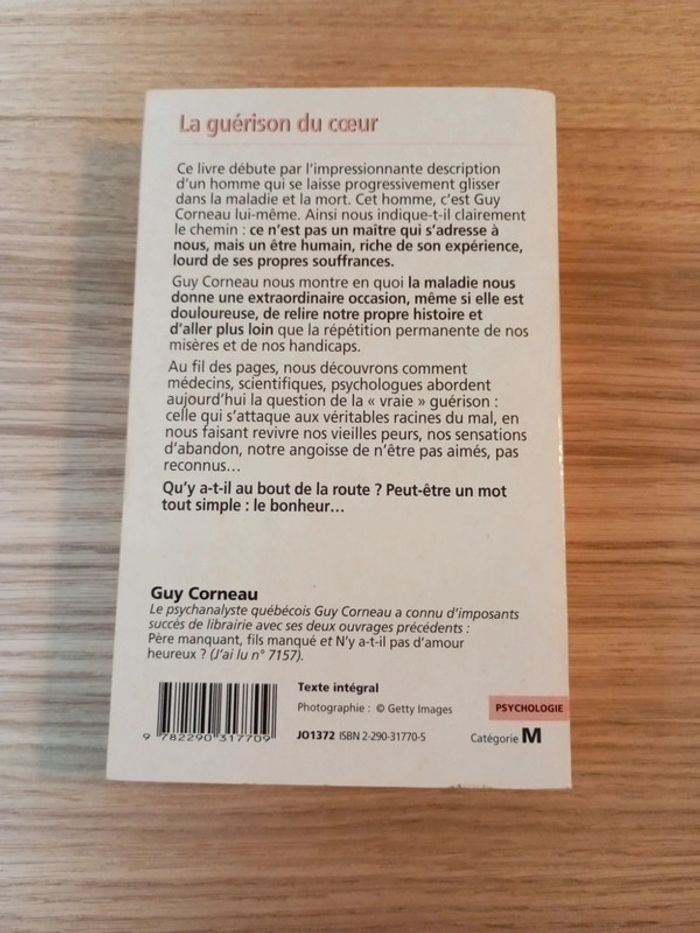 La guérison du cœur
Ce livre débute par l'impressionnante description
d'un homme qui se laisse progressivement glisser
dans la maladie et la mort. Cet homme, c'est Guy
Corneau lui-même. Ainsi nous indique-t-il clairement
le chemin : ce n'est pas un maître qui s'adresse à
nous, mais un être humain, riche de son expérience,
lourd de ses propres souffrances.
Guy Corneau nous montre en quoi la maladie nous
donne une extraordinaire occasion, même si elle est
douloureuse, de relire notre propre histoire et
d'aller plus loin que la répétition permanente de nos
misères et de nos handicaps.
Au fil des pages, nous découvrons comment
médecins, scientifiques, psychologues abordent
aujourd'hui la question de la « vraie » guérison :
celle qui s'attaque aux véritables racines du mal, en
nous faisant revivre nos vieilles peurs, nos sensations
d'abandon, notre angoisse de n'être pas aimés, pas
reconnus...
Qu'y a-t-il au bout de la route ? Peut-être un mot
tout simple : le bonheur...
Guy Corneau
Le psychanalyste québécois Guy Corneau a connu d'imposants
succès de librairie avec ses deux ouvrages précédents :
Père manquant, fils manqué et N'y a-t-il pas d'amour
heureux ? (J'ai lu n° 7157).
Texte intégral
Photographie : © Getty Images
PSYCHOLOGIE
9 782290 317709
JO1372 ISBN 2-290-31770-5
Catégorie M